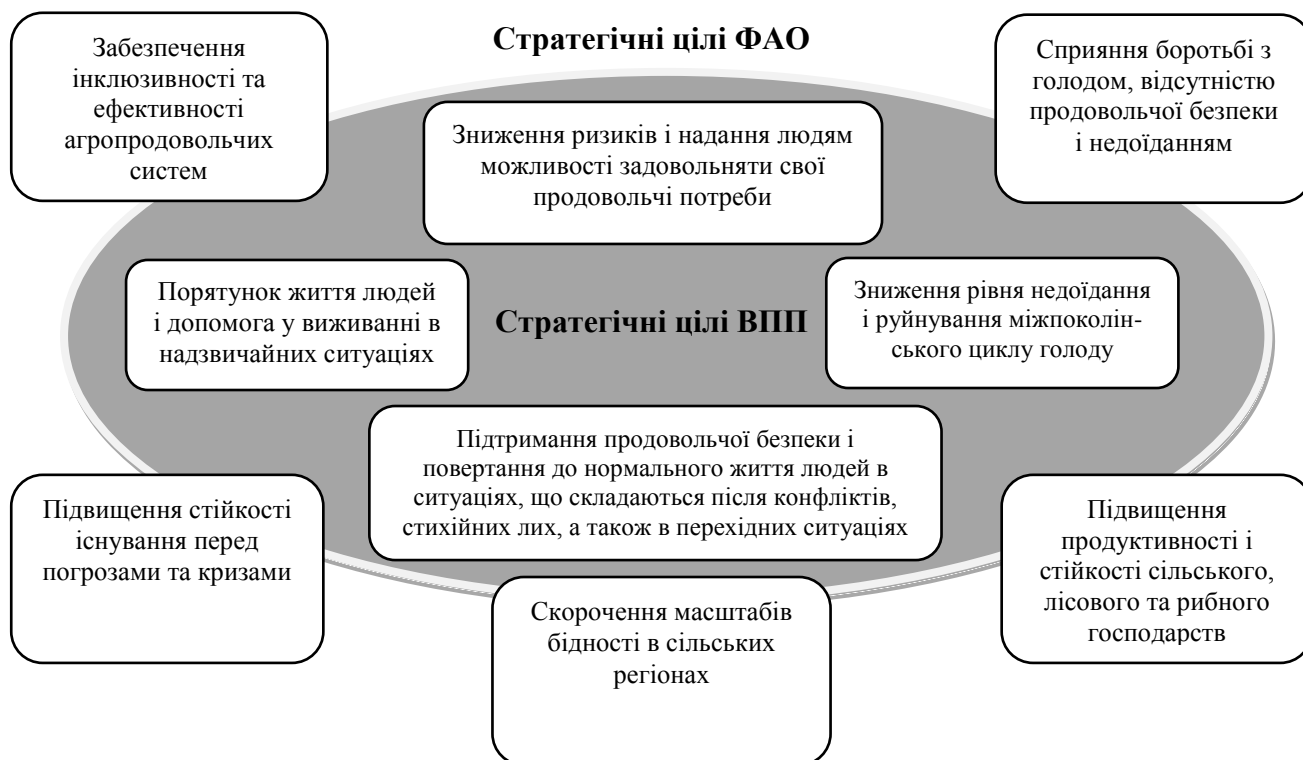 Стратегічні цілі ФАО
Забезпечення
інклюзивності та
ефективності
агропродовольчих
систем
Сприяння боротьбі з
голодом, відсутністю
продовольчої безпеки
і недоїданням
Зниження ризиків і надання людям
можливості задовольняти свої
продовольчі потреби
Порятунок життя людей
і допомога у виживанні в
надзвичайних ситуаціях
Стратегічні цілі ВПП
Зниження рівня недоїдання
і руйнування міжпоколін-
ського циклу голоду
Підтримання продовольчої безпеки і
повертання до нормального життя людей в
ситуаціях, що складаються після конфліктів,
стихійних лих, а також в перехідних ситуаціях
Підвищення стійкості
існування перед
погрозами та кризами
Скорочення масштабів
бідності в сільських
регіонах
Підвищення
продуктивності і
стійкості сільського,
лісового та рибного
господарств